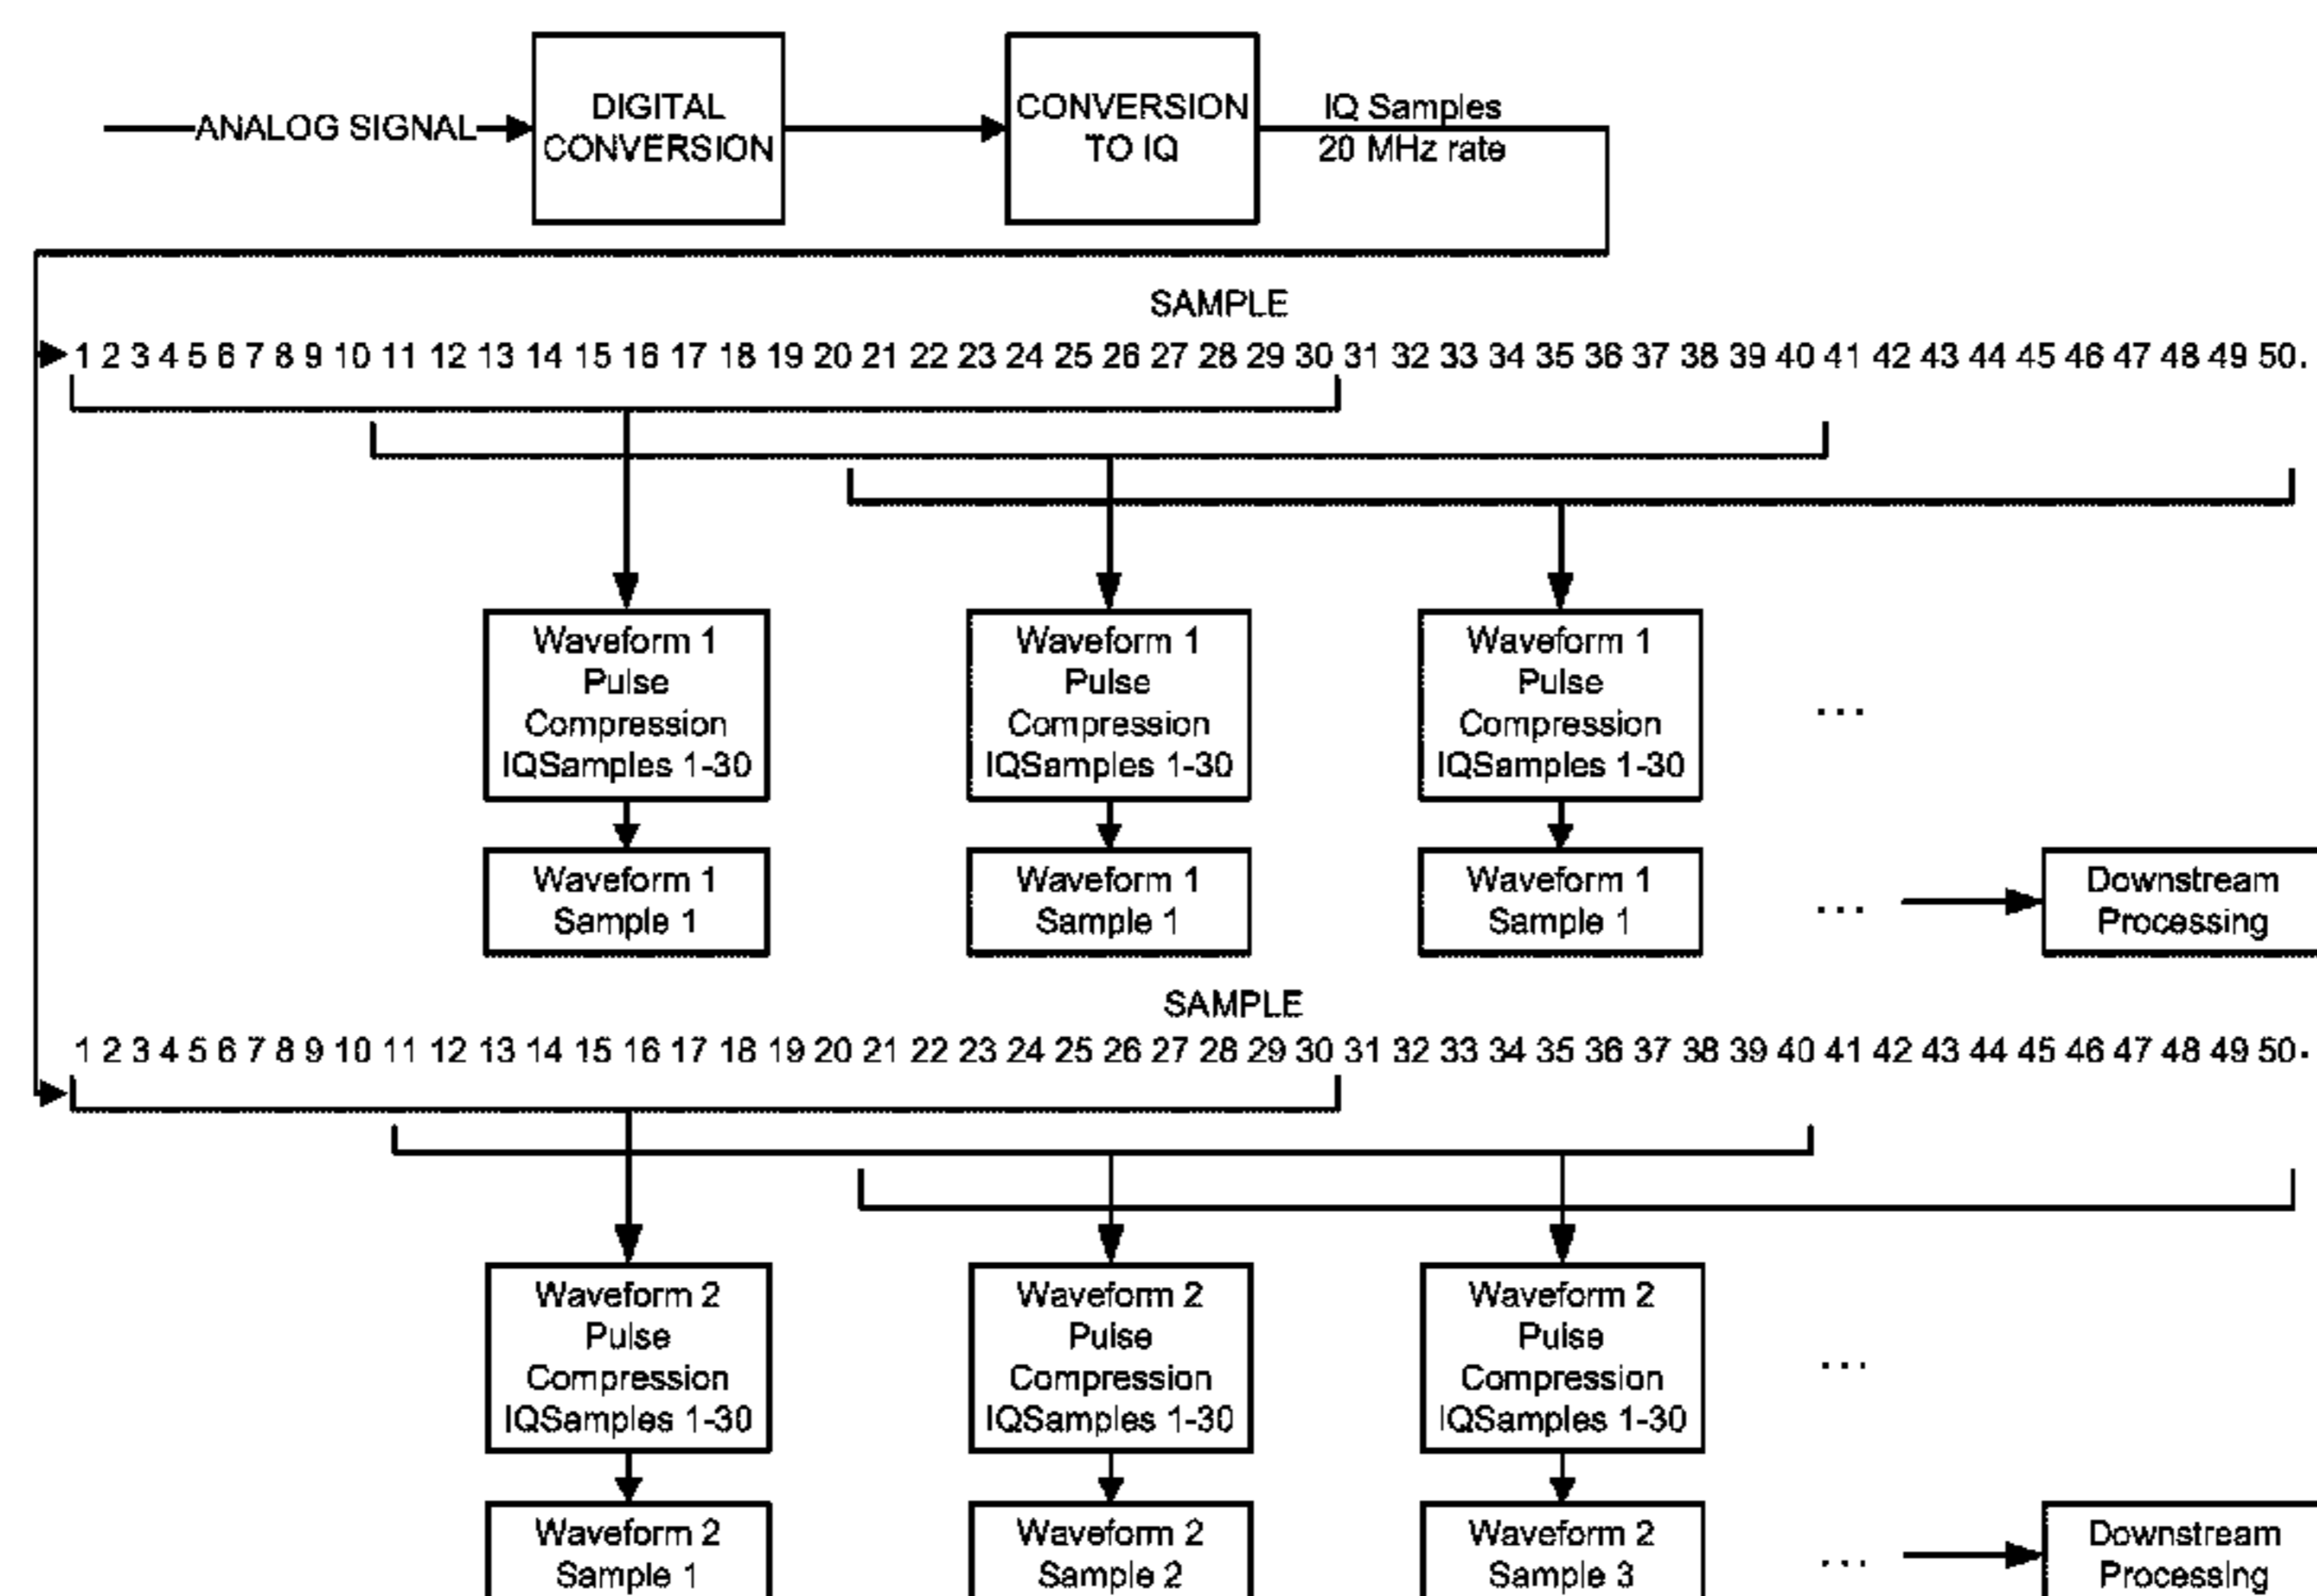 ANALOG SIGNAL
DIGITAL
CONVERSION
CONVERSION
TO IQ
IQ Samples
20 MHz rate
SAMPLE
1 2 3 4 5 6 7 8 9 10 11 12 13 14 15 16 17 18 19 20 21 22 23 24 25 26 27 28 29 30 31 32 33 34 35 36 37 38 39 40 41 42 43 44 45 46 47 48 49 50.
Waveform 1
Pulse
Compression
IQSamples 1-30
Waveform 1
Pulse
Compression
IQSamples 1-30
Waveform 1
Pulse
Compression
IQSamples 1-30
...
Waveform 1
Sample 1
Waveform 1
Sample 1
Waveform 1
Sample 1
...
Downstream
Processing
SAMPLE
1 2 3 4 5 6 7 8 9 10 11 12 13 14 15 16 17 18 19 20 21 22 23 24 25 26 27 28 29 30 31 32 33 34 35 36 37 38 39 40 41 42 43 44 45 46 47 48 49 50.
Waveform 2
Pulse
Compression
IQSamples 1-30
Waveform 2
Pulse
Compression
IQSamples 1-30
Waveform 2
Pulse
Compression
IQSamples 1-30
...
Waveform 2
Sample 1
Waveform 2
Sample 2
Waveform 2
Sample 3
...
Downstream
Processing